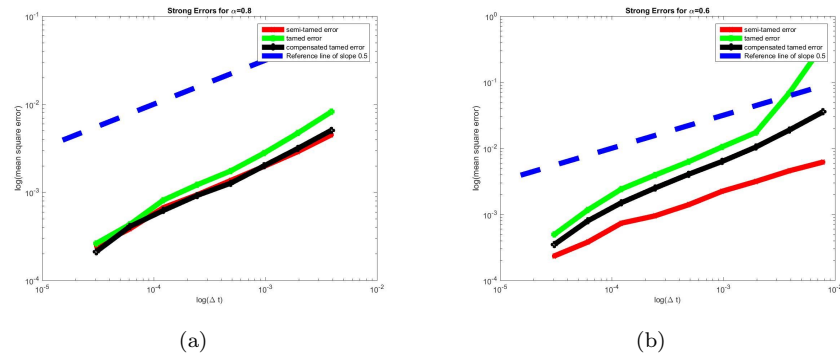 Strong Errors for α=0.8
semi-tamed error
tamed error
compensated tamed error
Reference line of slope 0.5
log(mean square error)
10^-1
10^-2
10^-3
10^-4
10^-5
10^-4
10^-3
10^-2
log(Δ t)
(a)
Strong Errors for α=0.6
semi-tamed error
tamed error
compensated tamed error
Reference line of slope 0.5
log(mean square error)
10^0
10^-1
10^-2
10^-3
10^-4
10^-5
10^-4
10^-3
10^-2
log(Δ t)
(b)